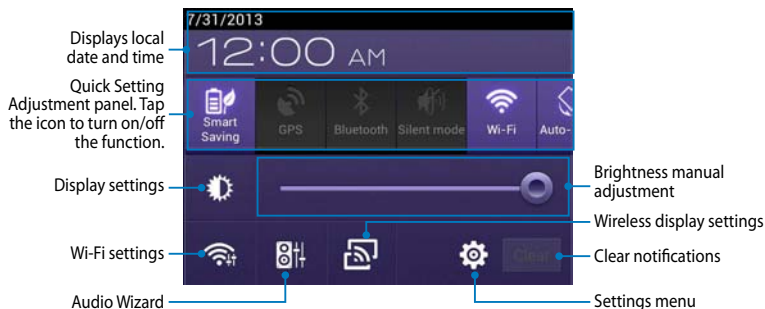 7/31/2013
12:00 AM
Displays local
date and time
Quick Setting
Adjustment panel. Tap
the icon to turn on/off
the function.
Smart
Saving
GPS
Bluetooth
Silent mode
Wi-Fi
Auto-
Display settings
Brightness manual
adjustment
Wireless display settings
Wi-Fi settings
Clear
Clear notifications
Audio Wizard
Settings menu